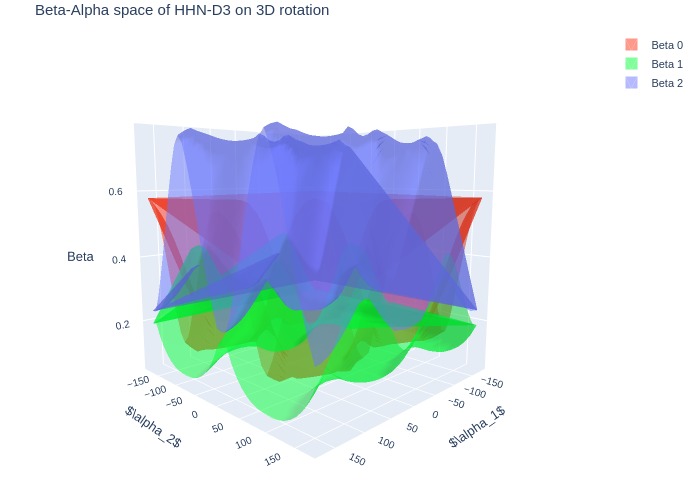 Beta-Alpha space of HHN-D3 on 3D rotation
Beta 0
Beta 1
Beta 2
0.6
Beta
0.4
0.2
−150
−100
−50
0
50
100
150
$\alpha_2$
−150
−100
−50
0
50
100
150
$\alpha_1$